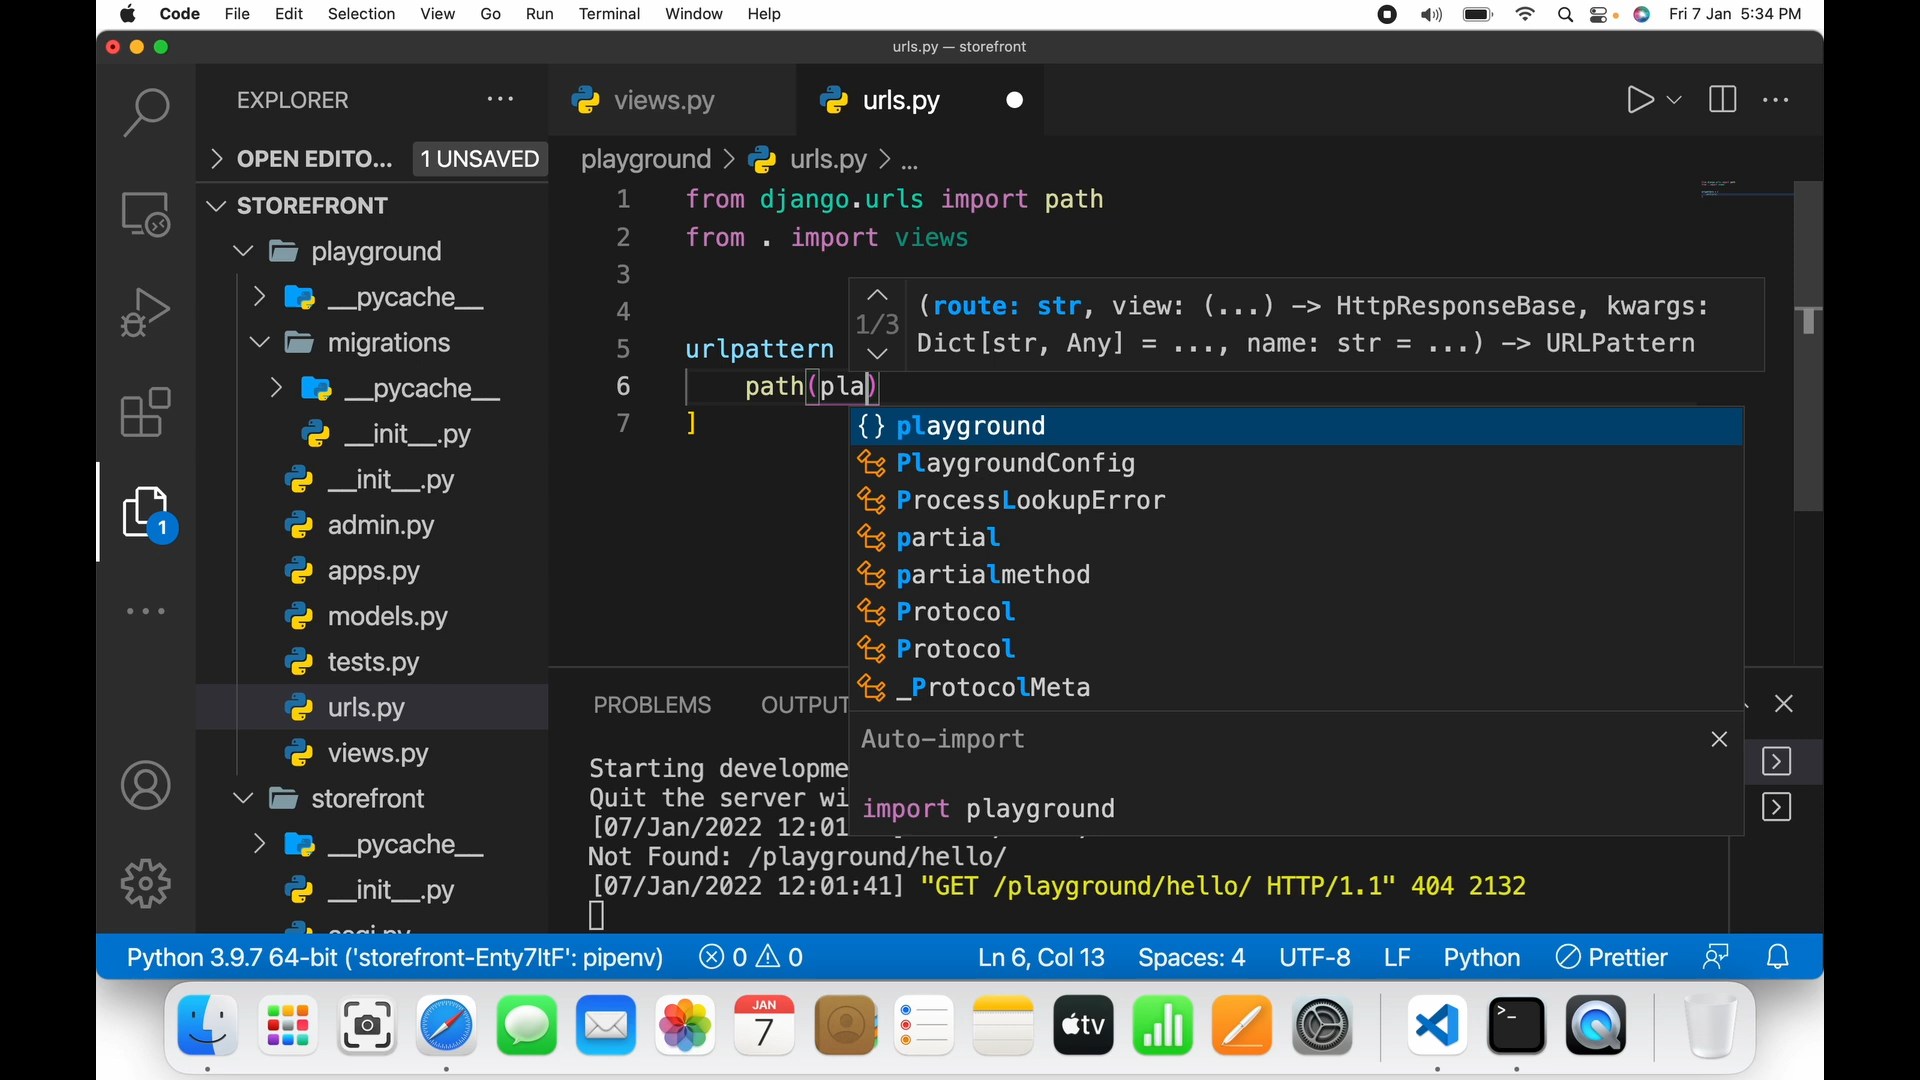 Code File Edit Selection View Go Run Terminal Window Help Fri 7 Jan 5:34 PM
urls.py — storefront
EXPLORER
OPEN EDITO... 1 UNSAVED
STOREFRONT
playground
__pycache__
migrations
__pycache__
__init__.py
__init__.py
admin.py
apps.py
models.py
tests.py
urls.py
views.py
storefront
__pycache__
__init__.py
1
views.py urls.py
playground > urls.py > ...
1 from django.urls import path
2 from . import views
3
4
5 urlpattern
6 path(pla)
7 ]
1/3
(route: str, view: (...) -> HttpResponseBase, kwargs:
Dict[str, Any] = ..., name: str = ...) -> URLPattern
{} playground
PlaygroundConfig
ProcessLookupError
partial
partialmethod
Protocol
Protocol
_ProtocolMeta
Auto-import
import playground
PROBLEMS OUTPUT
Starting developme
Quit the server wi
[07/Jan/2022 12:01
Not Found: /playground/hello/
[07/Jan/2022 12:01:41] "GET /playground/hello/ HTTP/1.1" 404 2132
Python 3.9.7 64-bit ('storefront-Enty7ltF': pipenv) 0 0 Ln 6, Col 13 Spaces: 4 UTF-8 LF Python Prettier
JAN
7
tv
>_